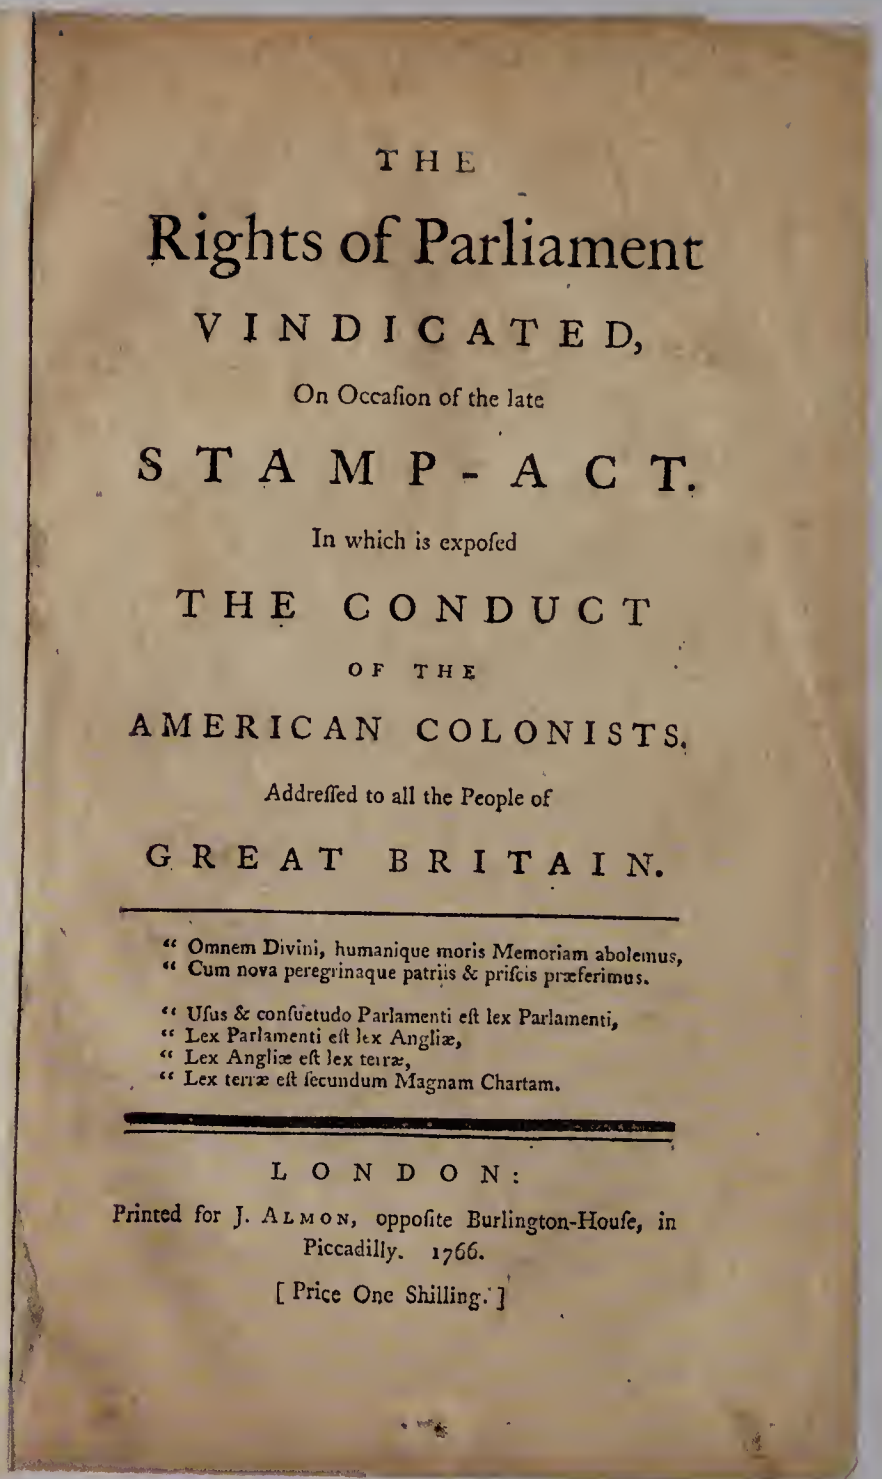 THE
Rights of Parliament
VINDICATED,
On Occaſion of the late
STAMP-ACT.
In which is expoſed
THE CONDUCT
OF THE
AMERICAN COLONISTS.
Addreſſed to all the People of
GREAT BRITAIN.
“ Omnem Divini, humanique moris Memoriam abolemus,
“ Cum nova peregrinaque patriis & priſcis præferimus.
“ Uſus & conſuetudo Parlamenti eſt lex Parlamenti,
“ Lex Parlamenti eſt lex Angliæ,
“ Lex Angliæ eſt lex terræ,
“ Lex terræ eſt ſecundum Magnam Chartam.
LONDON:
Printed for J. ALMON, oppoſite Burlington-Houſe, in
Piccadilly. 1766.
[ Price One Shilling. ]